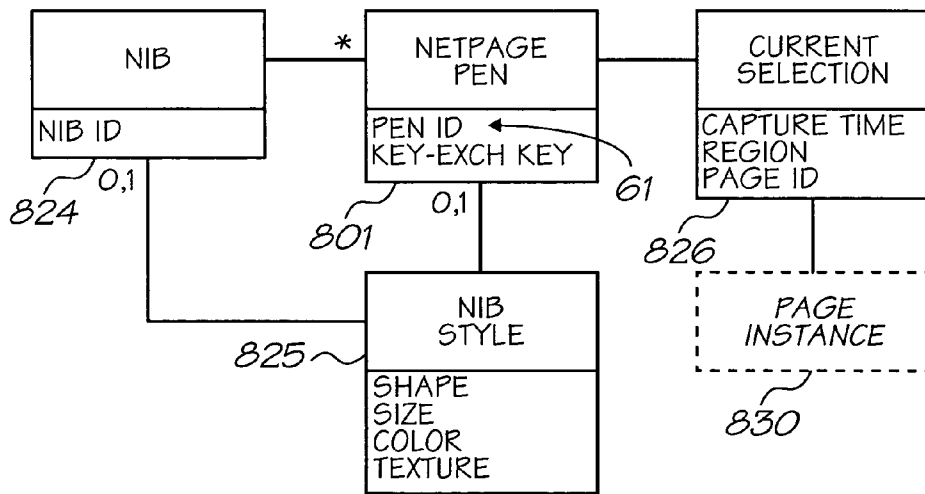 NIB
*
NETPAGE
PEN
CURRENT
SELECTION
NIB ID
PEN ID
KEY-EXCH KEY
CAPTURE TIME
REGION
PAGE ID
824
0,1
801
0,1
61
826
NIB
STYLE
825
SHAPE
SIZE
COLOR
TEXTURE
PAGE
INSTANCE
830